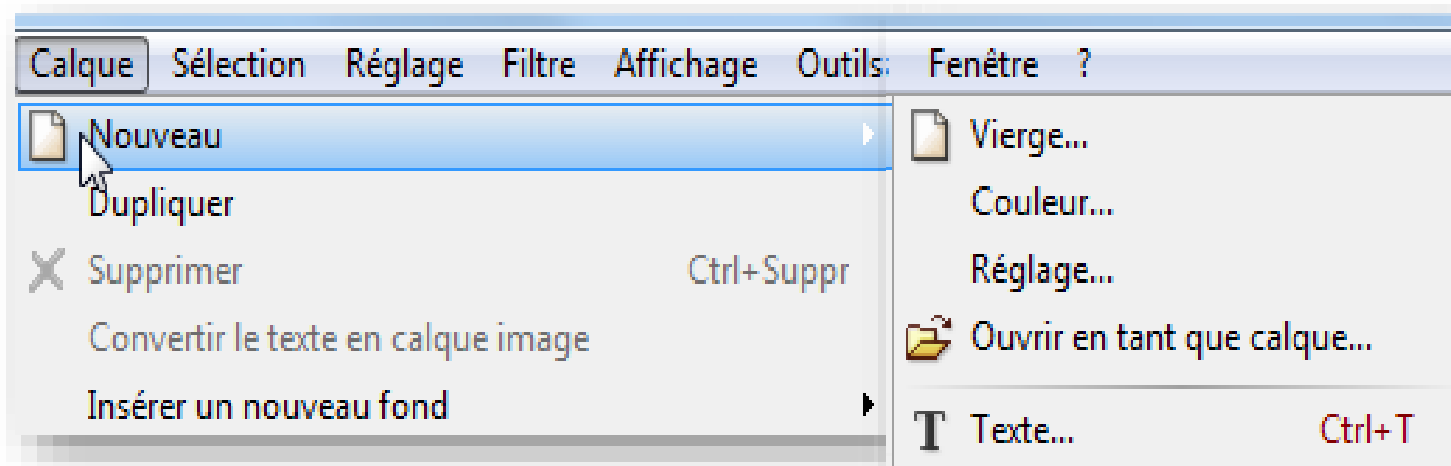 Calque Sélection Réglage Filtre Affichage Outils Fenêtre ?
Nouveau
Dupliquer
Supprimer Ctrl+Suppr
Convertir le texte en calque image
Insérer un nouveau fond
Vierge...
Couleur...
Réglage...
Ouvrir en tant que calque...
T Texte... Ctrl+T